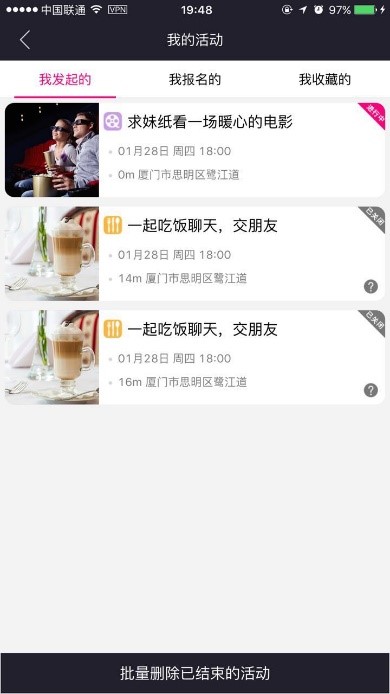 中国联通 VPN 19:48 97%
我的活动
我发起的 我报名的 我收藏的
求妹纸看一场暖心的电影 进行中
01月28日 周四 18:00
0m 厦门市思明区鹭江道
一起吃饭聊天，交朋友 已关闭
01月28日 周四 18:00
14m 厦门市思明区鹭江道 ?
一起吃饭聊天，交朋友 已关闭
01月28日 周四 18:00
16m 厦门市思明区鹭江道 ?
批量删除已结束的活动